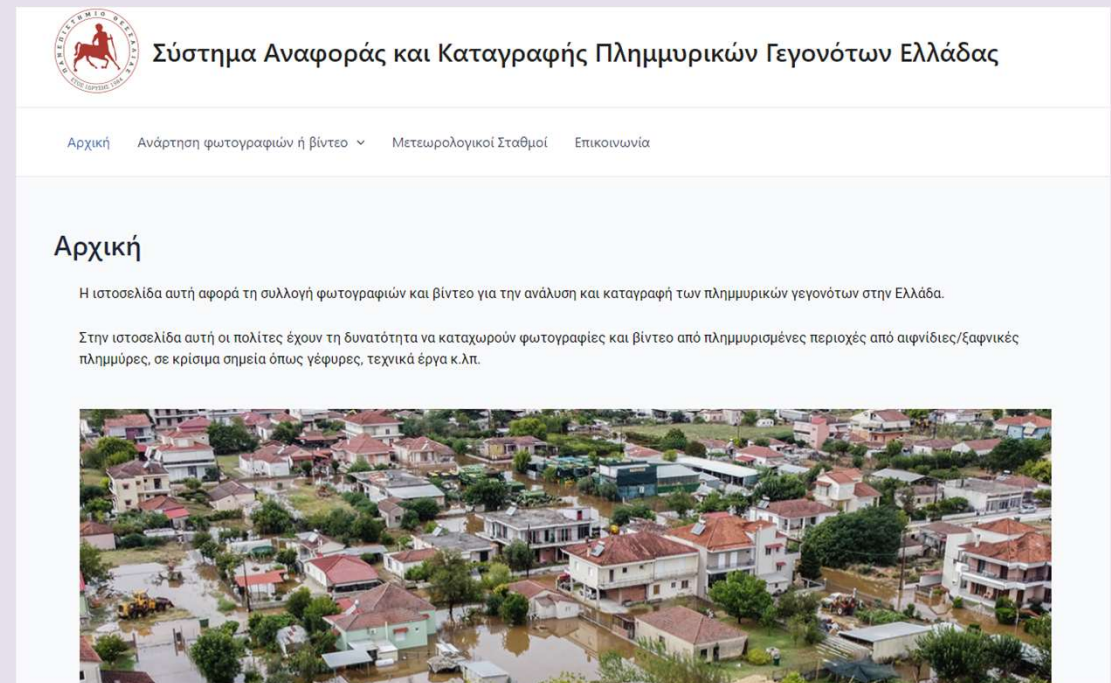 ΠΑΝΕΠΙΣΤΗΜΙΟ ΘΕΣΣΑΛΙΑΣ
Σύστημα Αναφοράς και Καταγραφής Πλημμυρικών Γεγονότων Ελλάδας
Αρχική Ανάρτηση φωτογραφιών ή βίντεο Μετεωρολογικοί Σταθμοί Επικοινωνία
Αρχική
Η ιστοσελίδα αυτή αφορά τη συλλογή φωτογραφιών και βίντεο για την ανάλυση και καταγραφή των πλημμυρικών γεγονότων στην Ελλάδα.
Στην ιστοσελίδα αυτή οι πολίτες έχουν τη δυνατότητα να καταχωρούν φωτογραφίες και βίντεο από πλημμυρισμένες περιοχές από αιφνίδιες/ξαφνικές
πλημμύρες, σε κρίσιμα σημεία όπως γέφυρες, τεχνικά έργα κ.λπ.